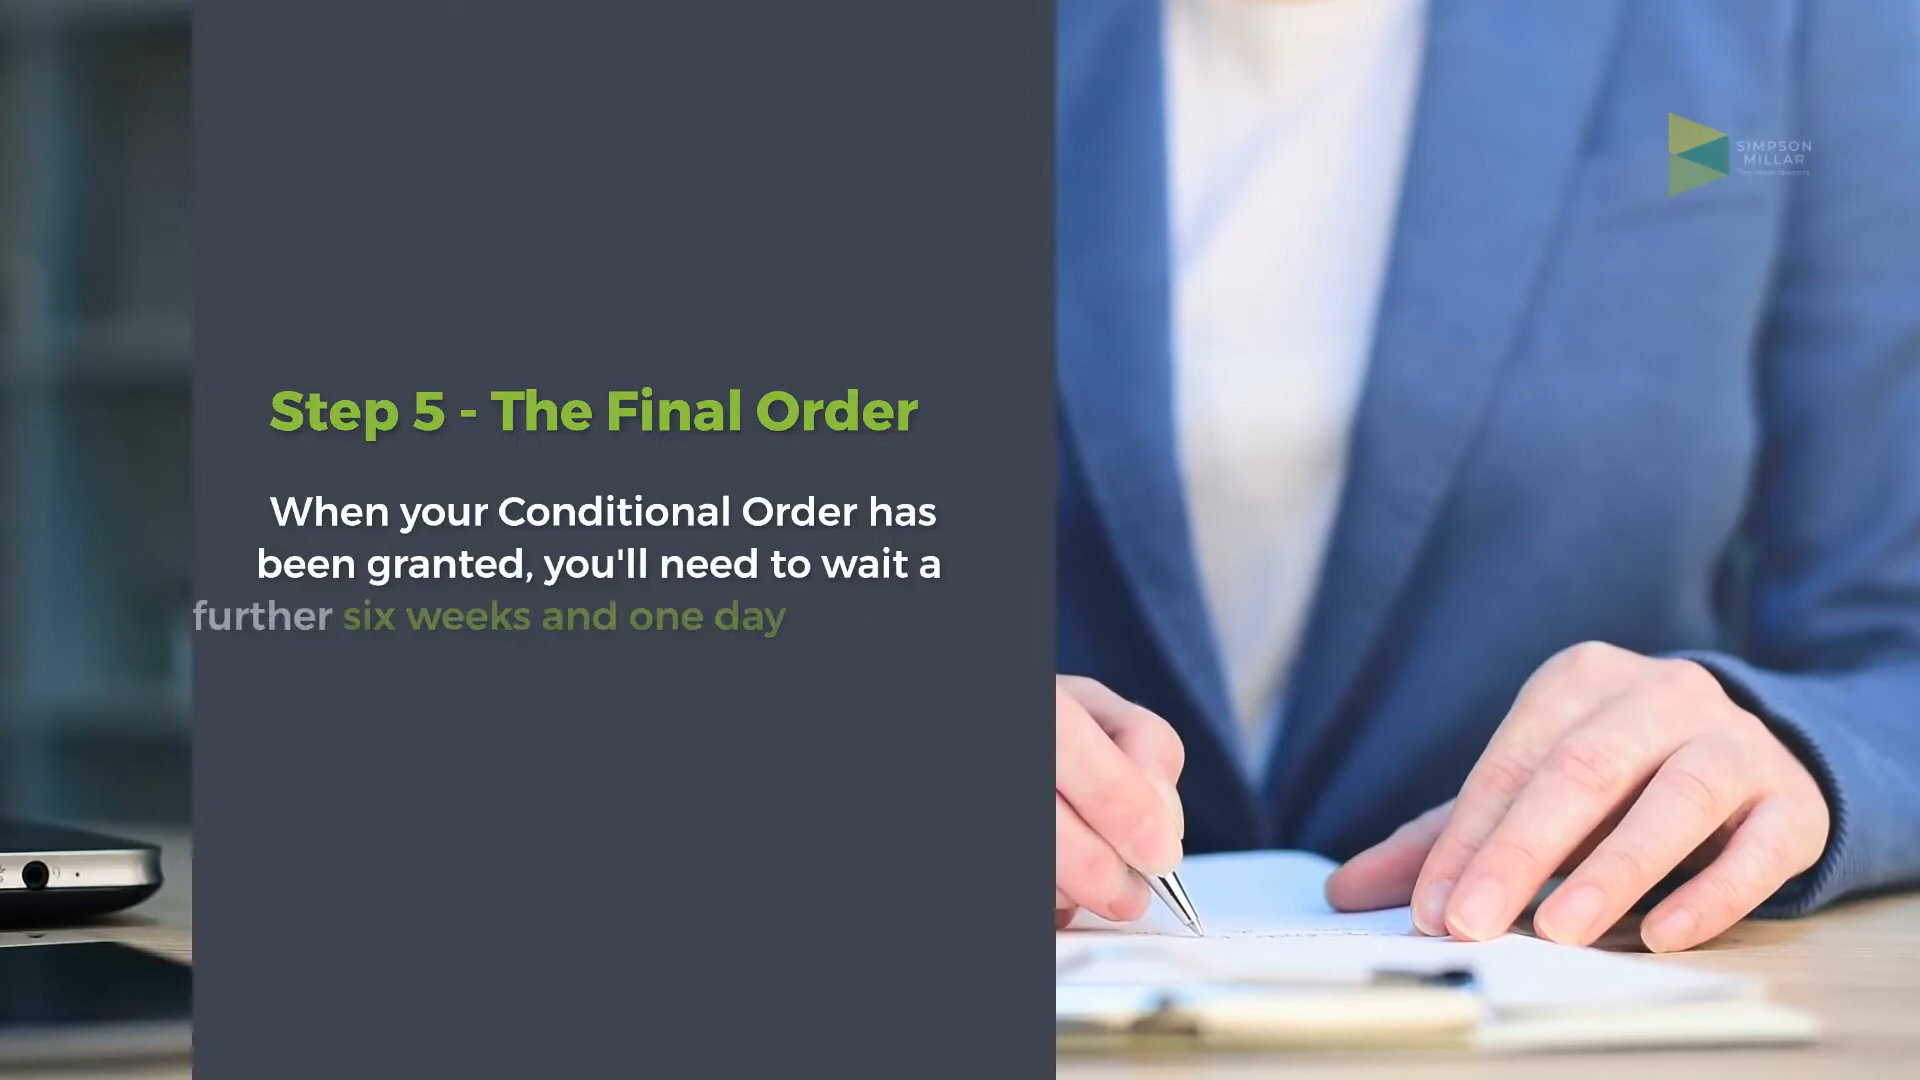 Step 5 - The Final Order
When your Conditional Order has
been granted, you'll need to wait a
further six weeks and one day
SIMPSON
MILLAR